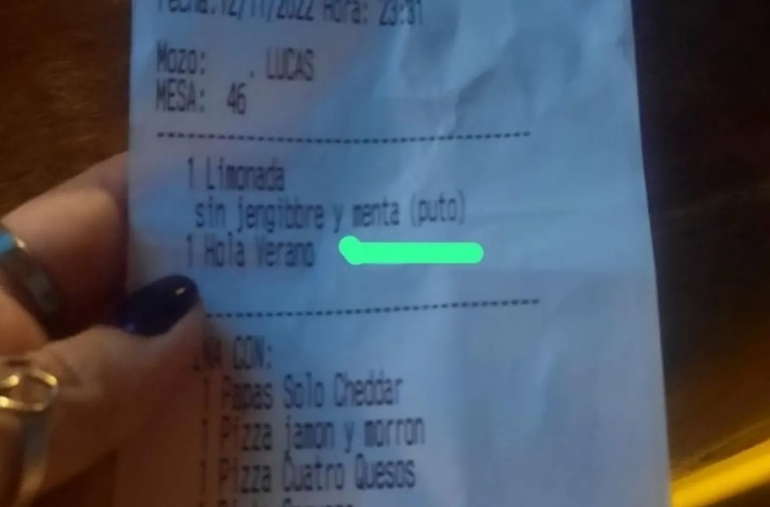 Fecha:12/11/2022 Hora: 23:31
Mozo: . LUCAS
MESA: 46
1 Limonada
sin jengibbre y menta (puto)
1 Hola Verano
CON:
1 Papas Solo Cheddar
1 Pizza jamon y morron
1 Pizza Cuatro Quesos